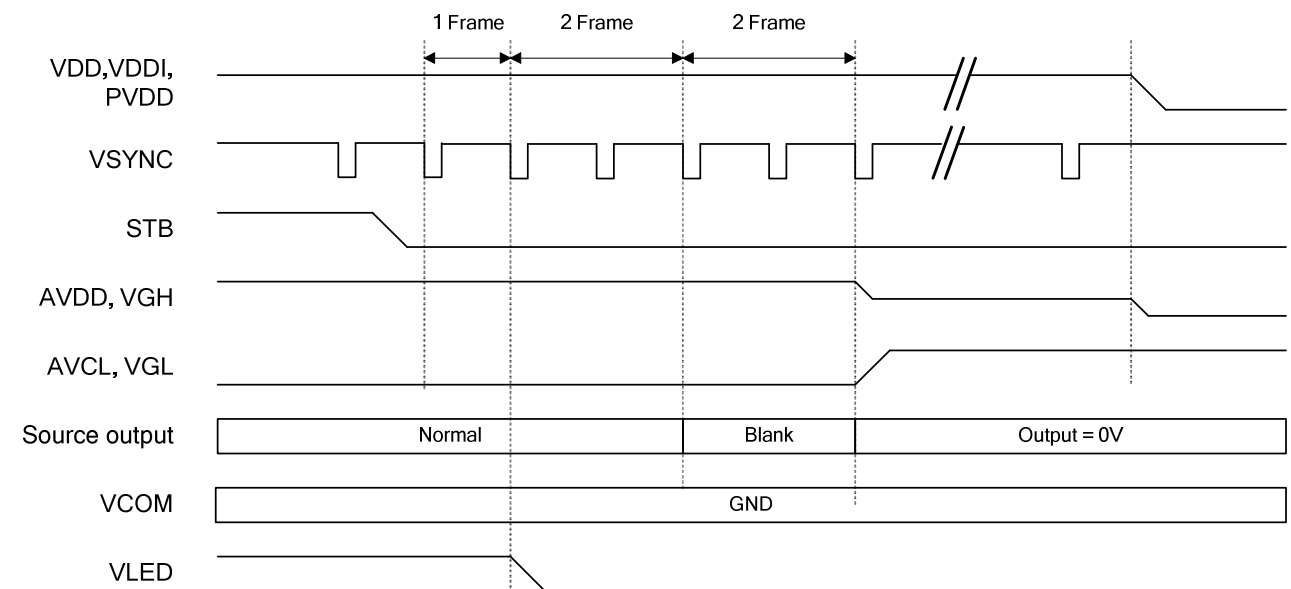 1 Frame
2 Frame
2 Frame
VDD,VDDI,
PVDD
VSYNC
STB
AVDD, VGH
AVCL, VGL
Source output
Normal
Blank
Output = 0V
VCOM
GND
VLED